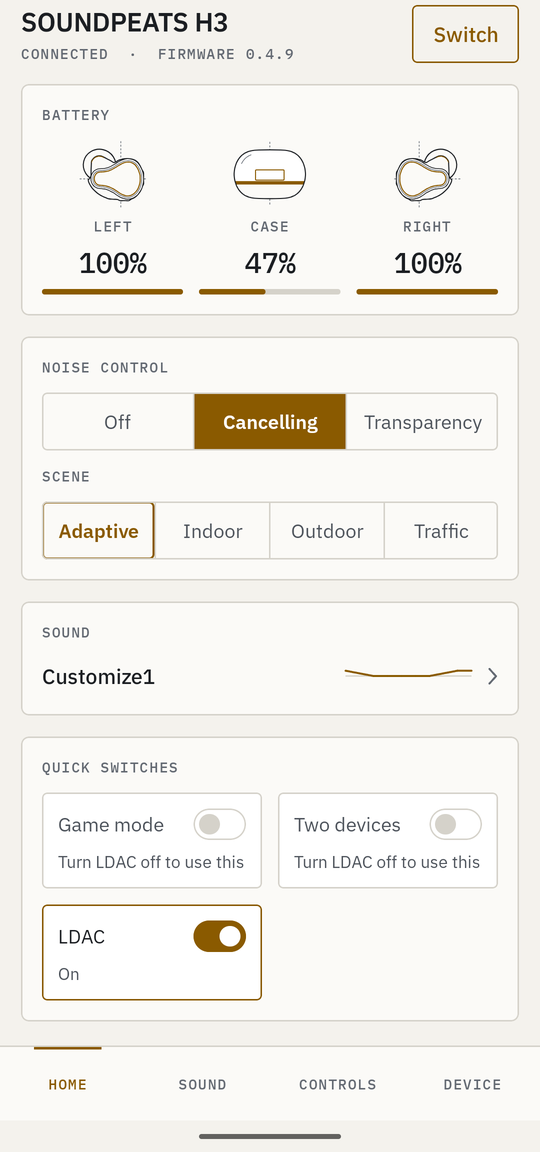 SOUNDPEATS H3
Switch
CONNECTED · FIRMWARE 0.4.9
BATTERY
LEFT CASE RIGHT
100% 47% 100%
NOISE CONTROL
Off Cancelling Transparency
SCENE
Adaptive Indoor Outdoor Traffic
SOUND
Customize1
QUICK SWITCHES
Game mode Two devices
Turn LDAC off to use this Turn LDAC off to use this
LDAC
On
HOME SOUND CONTROLS DEVICE